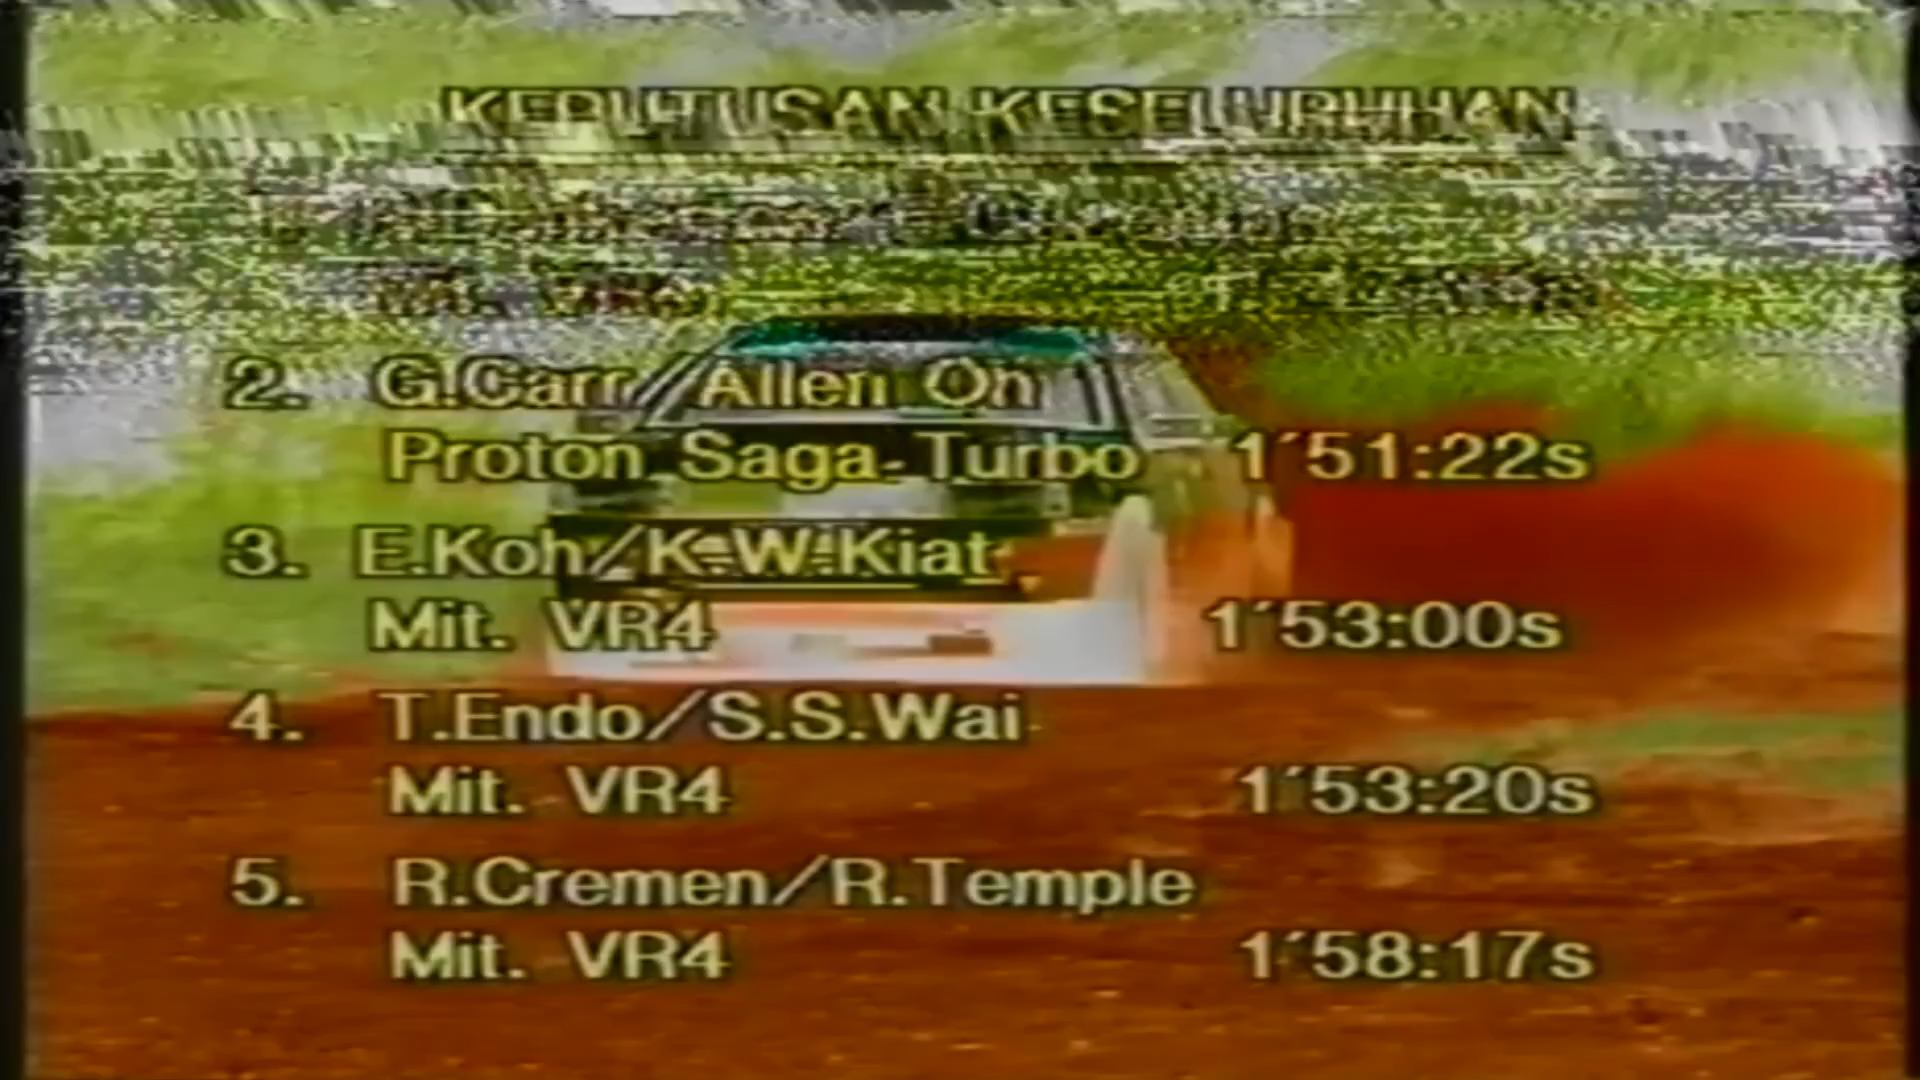 KEPUTUSAN KESELURUHAN
2. G.Carr/ Allen Oh
Proton Saga Turbo 1´51:22s
3. E.Koh/K.W.Kiat
Mit. VR4 1´53:00s
4. T.Endo/S.S.Wai
Mit. VR4 1´53:20s
5. R.Cremen/R.Temple
Mit. VR4 1´58:17s